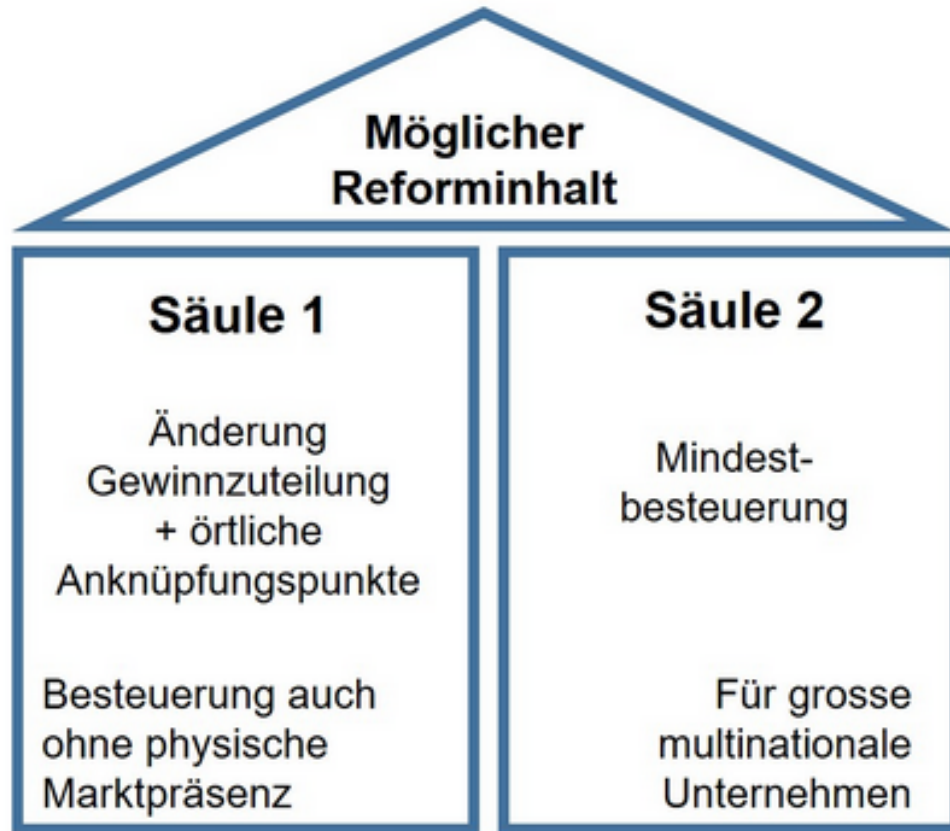 Möglicher
Reforminhalt
Säule 1
Änderung
Gewinnzuteilung
+ örtliche
Anknüpfungspunkte
Besteuerung auch
ohne physische
Marktpräsenz
Säule 2
Mindest-
besteuerung
Für grosse
multinationale
Unternehmen